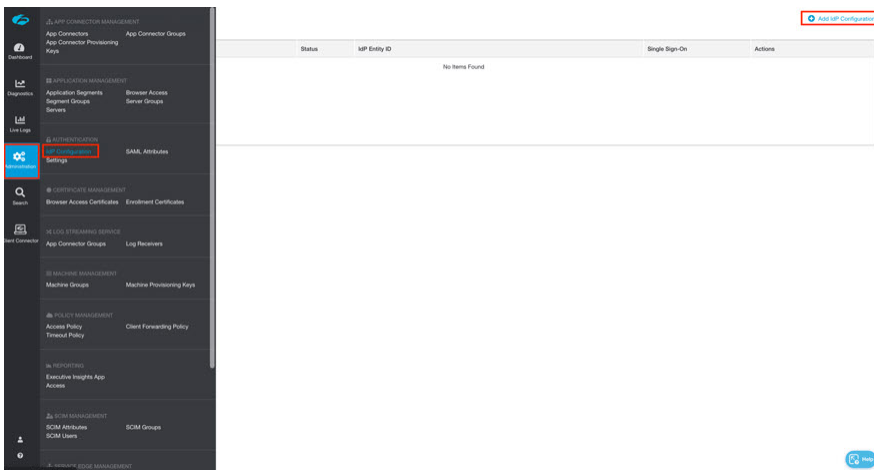 Dashboard
Diagnostics
Live Logs
Administration
Search
ient Connector
APP CONNECTOR MANAGEMENT
App Connectors
App Connector Groups
App Connector Provisioning
Keys
APPLICATION MANAGEMENT
Application Segments
Browser Access
Segment Groups
Server Groups
Servers
AUTHENTICATION
IdP Configuration
SAML Attributes
Settings
CERTIFICATE MANAGEMENT
Browser Access Certificates
Enrollment Certificates
LOG STREAMING SERVICE
App Connector Groups
Log Receivers
MACHINE MANAGEMENT
Machine Groups
Machine Provisioning Keys
POLICY MANAGEMENT
Access Policy
Client Forwarding Policy
Timeout Policy
REPORTING
Executive Insights App
Access
SCIM MANAGEMENT
SCIM Attributes
SCIM Groups
SCIM Users
SERVICE EDGE MANAGEMENT
Add IdP Configuration
Status
IdP Entity ID
Single Sign-On
Actions
No Items Found
Help